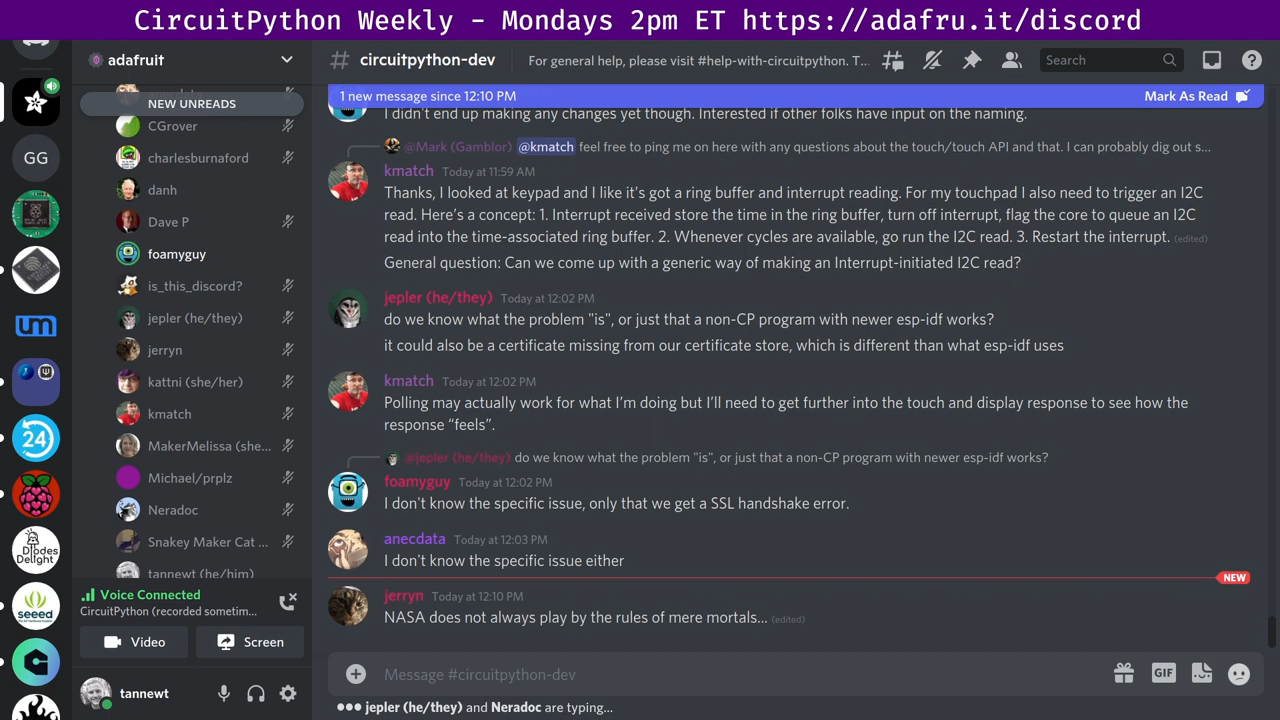 CircuitPython Weekly - Mondays 2pm ET https://adafru.it/discord
adafruit
NEW UNREADS
CGrover
charlesburnaford
danh
Dave P
foamyguy
is_this_discord?
jepler (he/they)
jerryn
kattni (she/her)
kmatch
MakerMelissa (she...
Michael/prplz
Neradoc
Snakey Maker Cat ...
tannewt (he/him)
Voice Connected
CircuitPython (recorded sometim...
Video
Screen
tannewt
GG
um
24
Diodes
Delight
seeed
circuitpython-dev
For general help, please visit #help-with-circuitpython. T...
Search
1 new message since 12:10 PM
Mark As Read
I didn't end up making any changes yet though. Interested if other folks have input on the naming.
@Mark (Gamblor) @kmatch feel free to ping me on here with any questions about the touch/touch API and that. I can probably dig out s...
kmatch Today at 11:59 AM
Thanks, I looked at keypad and I like it's got a ring buffer and interrupt reading. For my touchpad I also need to trigger an I2C
read. Here's a concept: 1. Interrupt received store the time in the ring buffer, turn off interrupt, flag the core to queue an I2C
read into the time-associated ring buffer. 2. Whenever cycles are available, go run the I2C read. 3. Restart the interrupt. (edited)
General question: Can we come up with a generic way of making an Interrupt-initiated I2C read?
jepler (he/they) Today at 12:02 PM
do we know what the problem "is", or just that a non-CP program with newer esp-idf works?
it could also be a certificate missing from our certificate store, which is different than what esp-idf uses
kmatch Today at 12:02 PM
Polling may actually work for what I'm doing but I'll need to get further into the touch and display response to see how the
response “feels”.
@jepler (he/they) do we know what the problem "is", or just that a non-CP program with newer esp-idf works?
foamyguy Today at 12:02 PM
I don't know the specific issue, only that we get a SSL handshake error.
anecdata Today at 12:03 PM
I don't know the specific issue either
NEW
jerryn Today at 12:10 PM
NASA does not always play by the rules of mere mortals... (edited)
Message #circuitpython-dev
GIF
jepler (he/they) and Neradoc are typing...